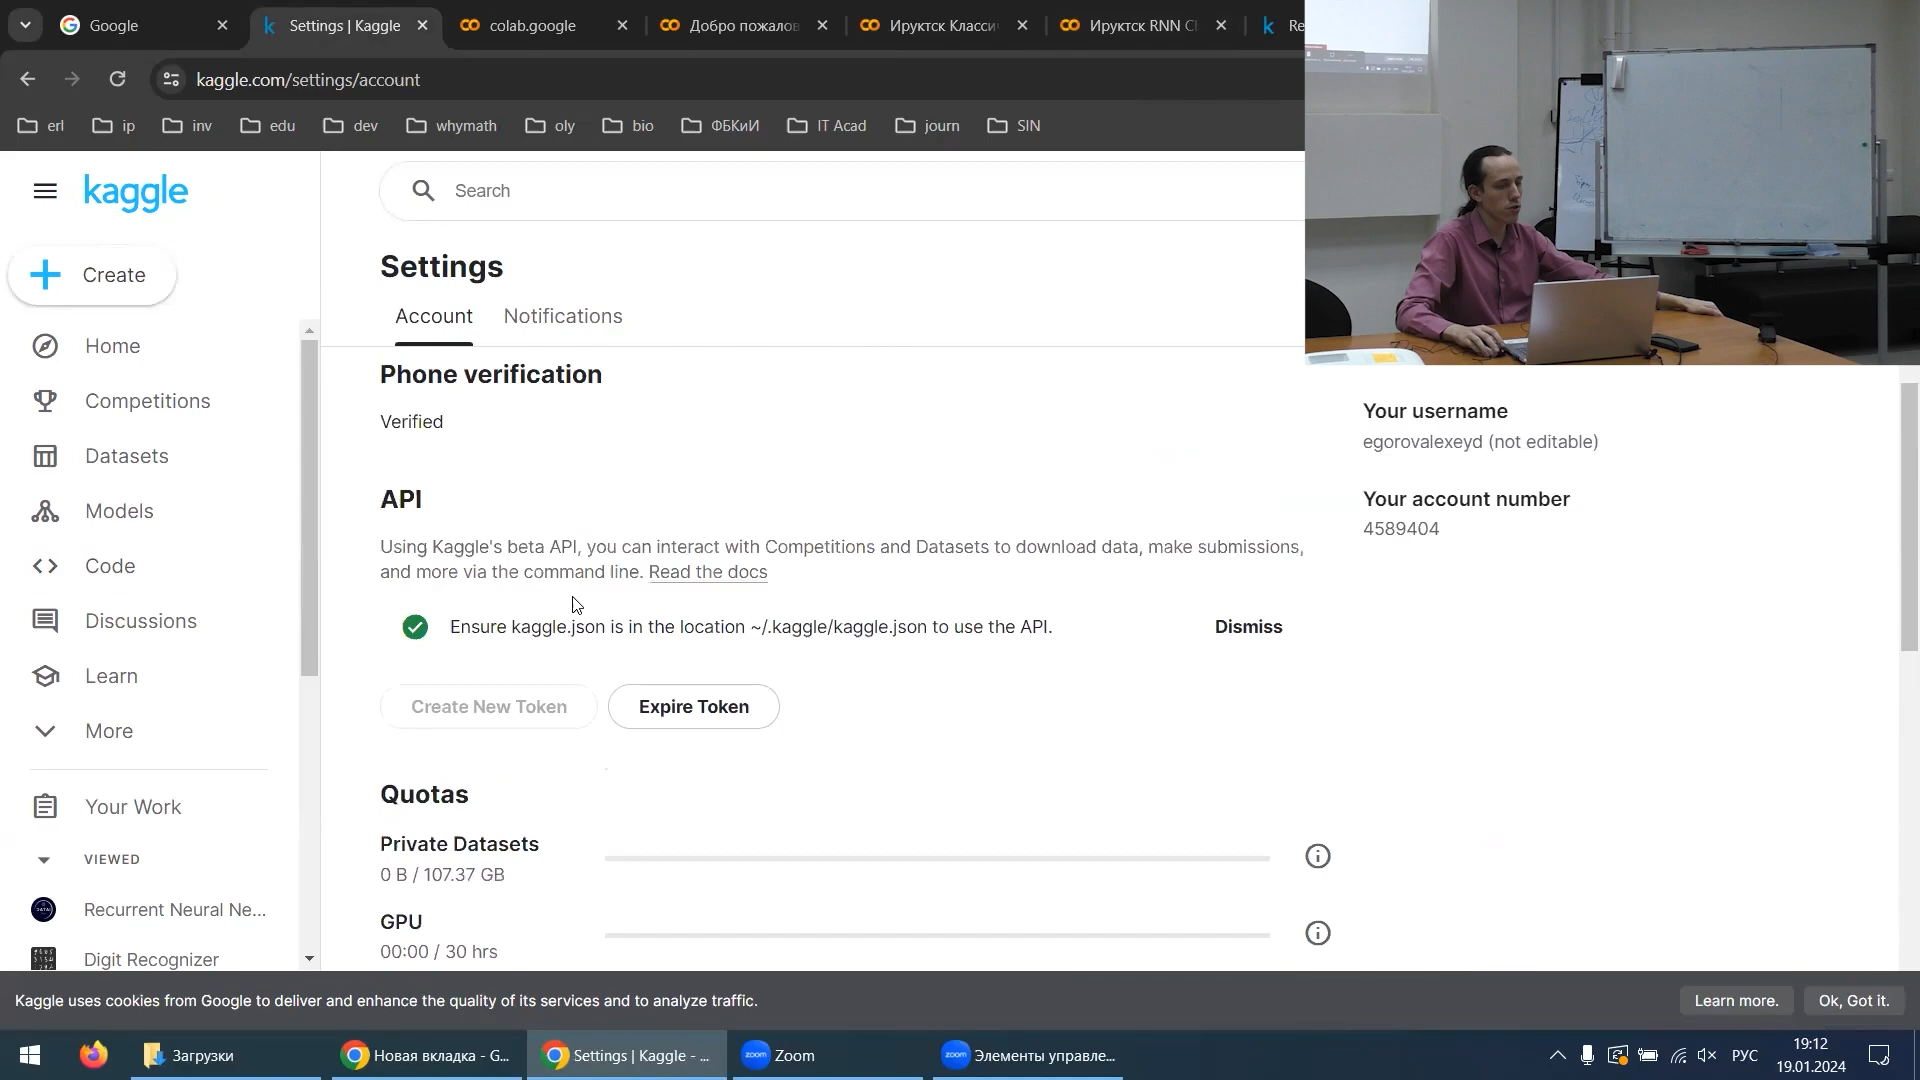 Google
Settings | Kaggle
colab.google
Добро пожалов
Ируктск Класси
Ируктск RNN C
Re
kaggle.com/settings/account
erl
ip
inv
edu
dev
whymath
oly
bio
ФБКиИ
IT Acad
journ
SIN
kaggle
Search
Create
Settings
Account
Notifications
Home
Competitions
Datasets
Models
Code
Discussions
Learn
More
Your Work
VIEWED
Recurrent Neural Ne...
Digit Recognizer
Phone verification
Verified
API
Using Kaggle's beta API, you can interact with Competitions and Datasets to download data, make submissions,
and more via the command line. Read the docs
Ensure kaggle.json is in the location ~/.kaggle/kaggle.json to use the API.
Dismiss
Create New Token
Expire Token
Quotas
Private Datasets
0 B / 107.37 GB
GPU
00:00 / 30 hrs
Your username
egorovalexeyd (not editable)
Your account number
4589404
Kaggle uses cookies from Google to deliver and enhance the quality of its services and to analyze traffic.
Learn more.
Ok, Got it.
Загрузки
Новая вкладка - G...
Settings | Kaggle - ...
zoom
Zoom
zoom
Элементы управле...
РУС
19:12
19.01.2024